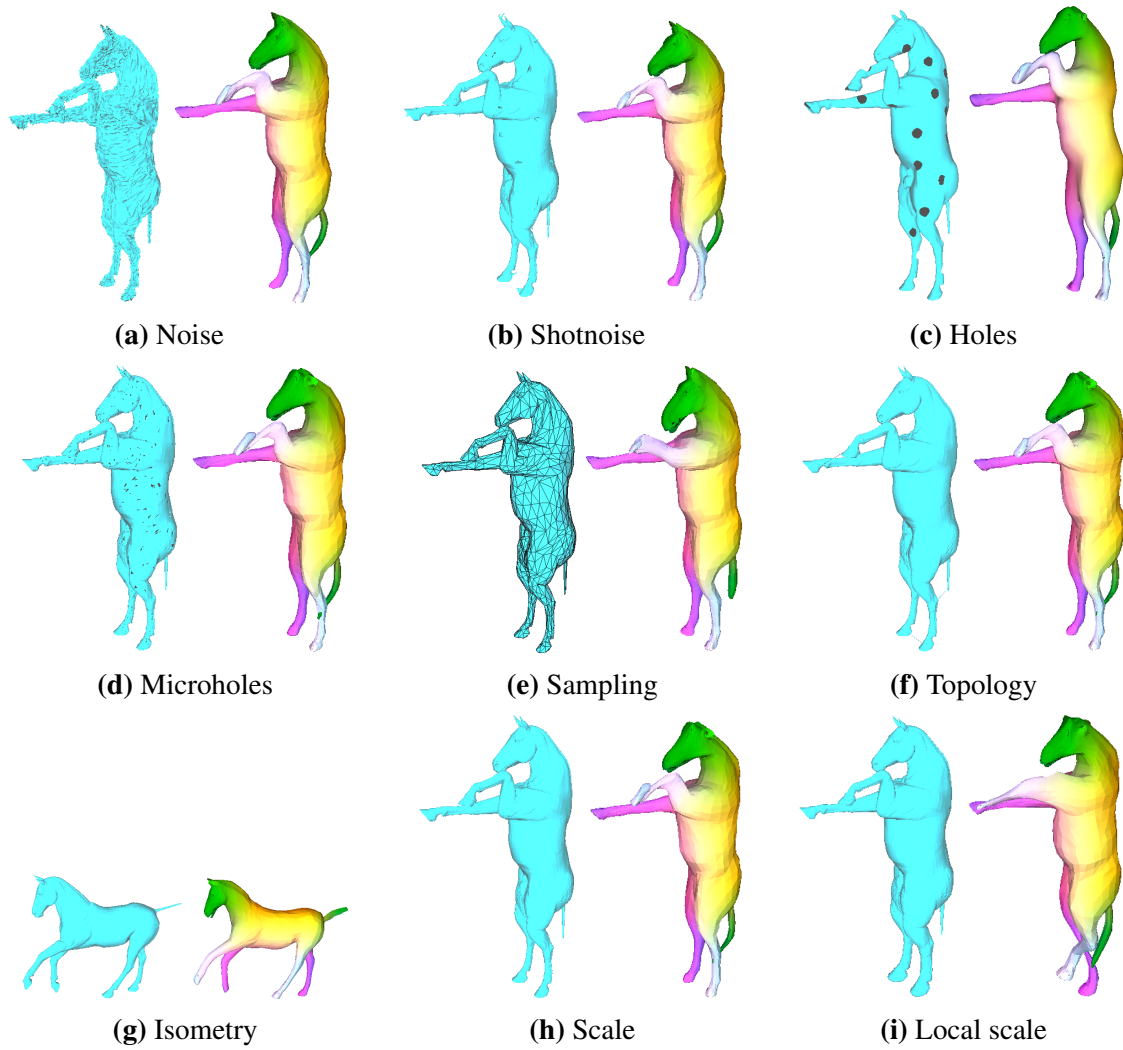 (a) Noise
(b) Shotnoise
(c) Holes
(d) Microholes
(e) Sampling
(f) Topology
(g) Isometry
(h) Scale
(i) Local scale